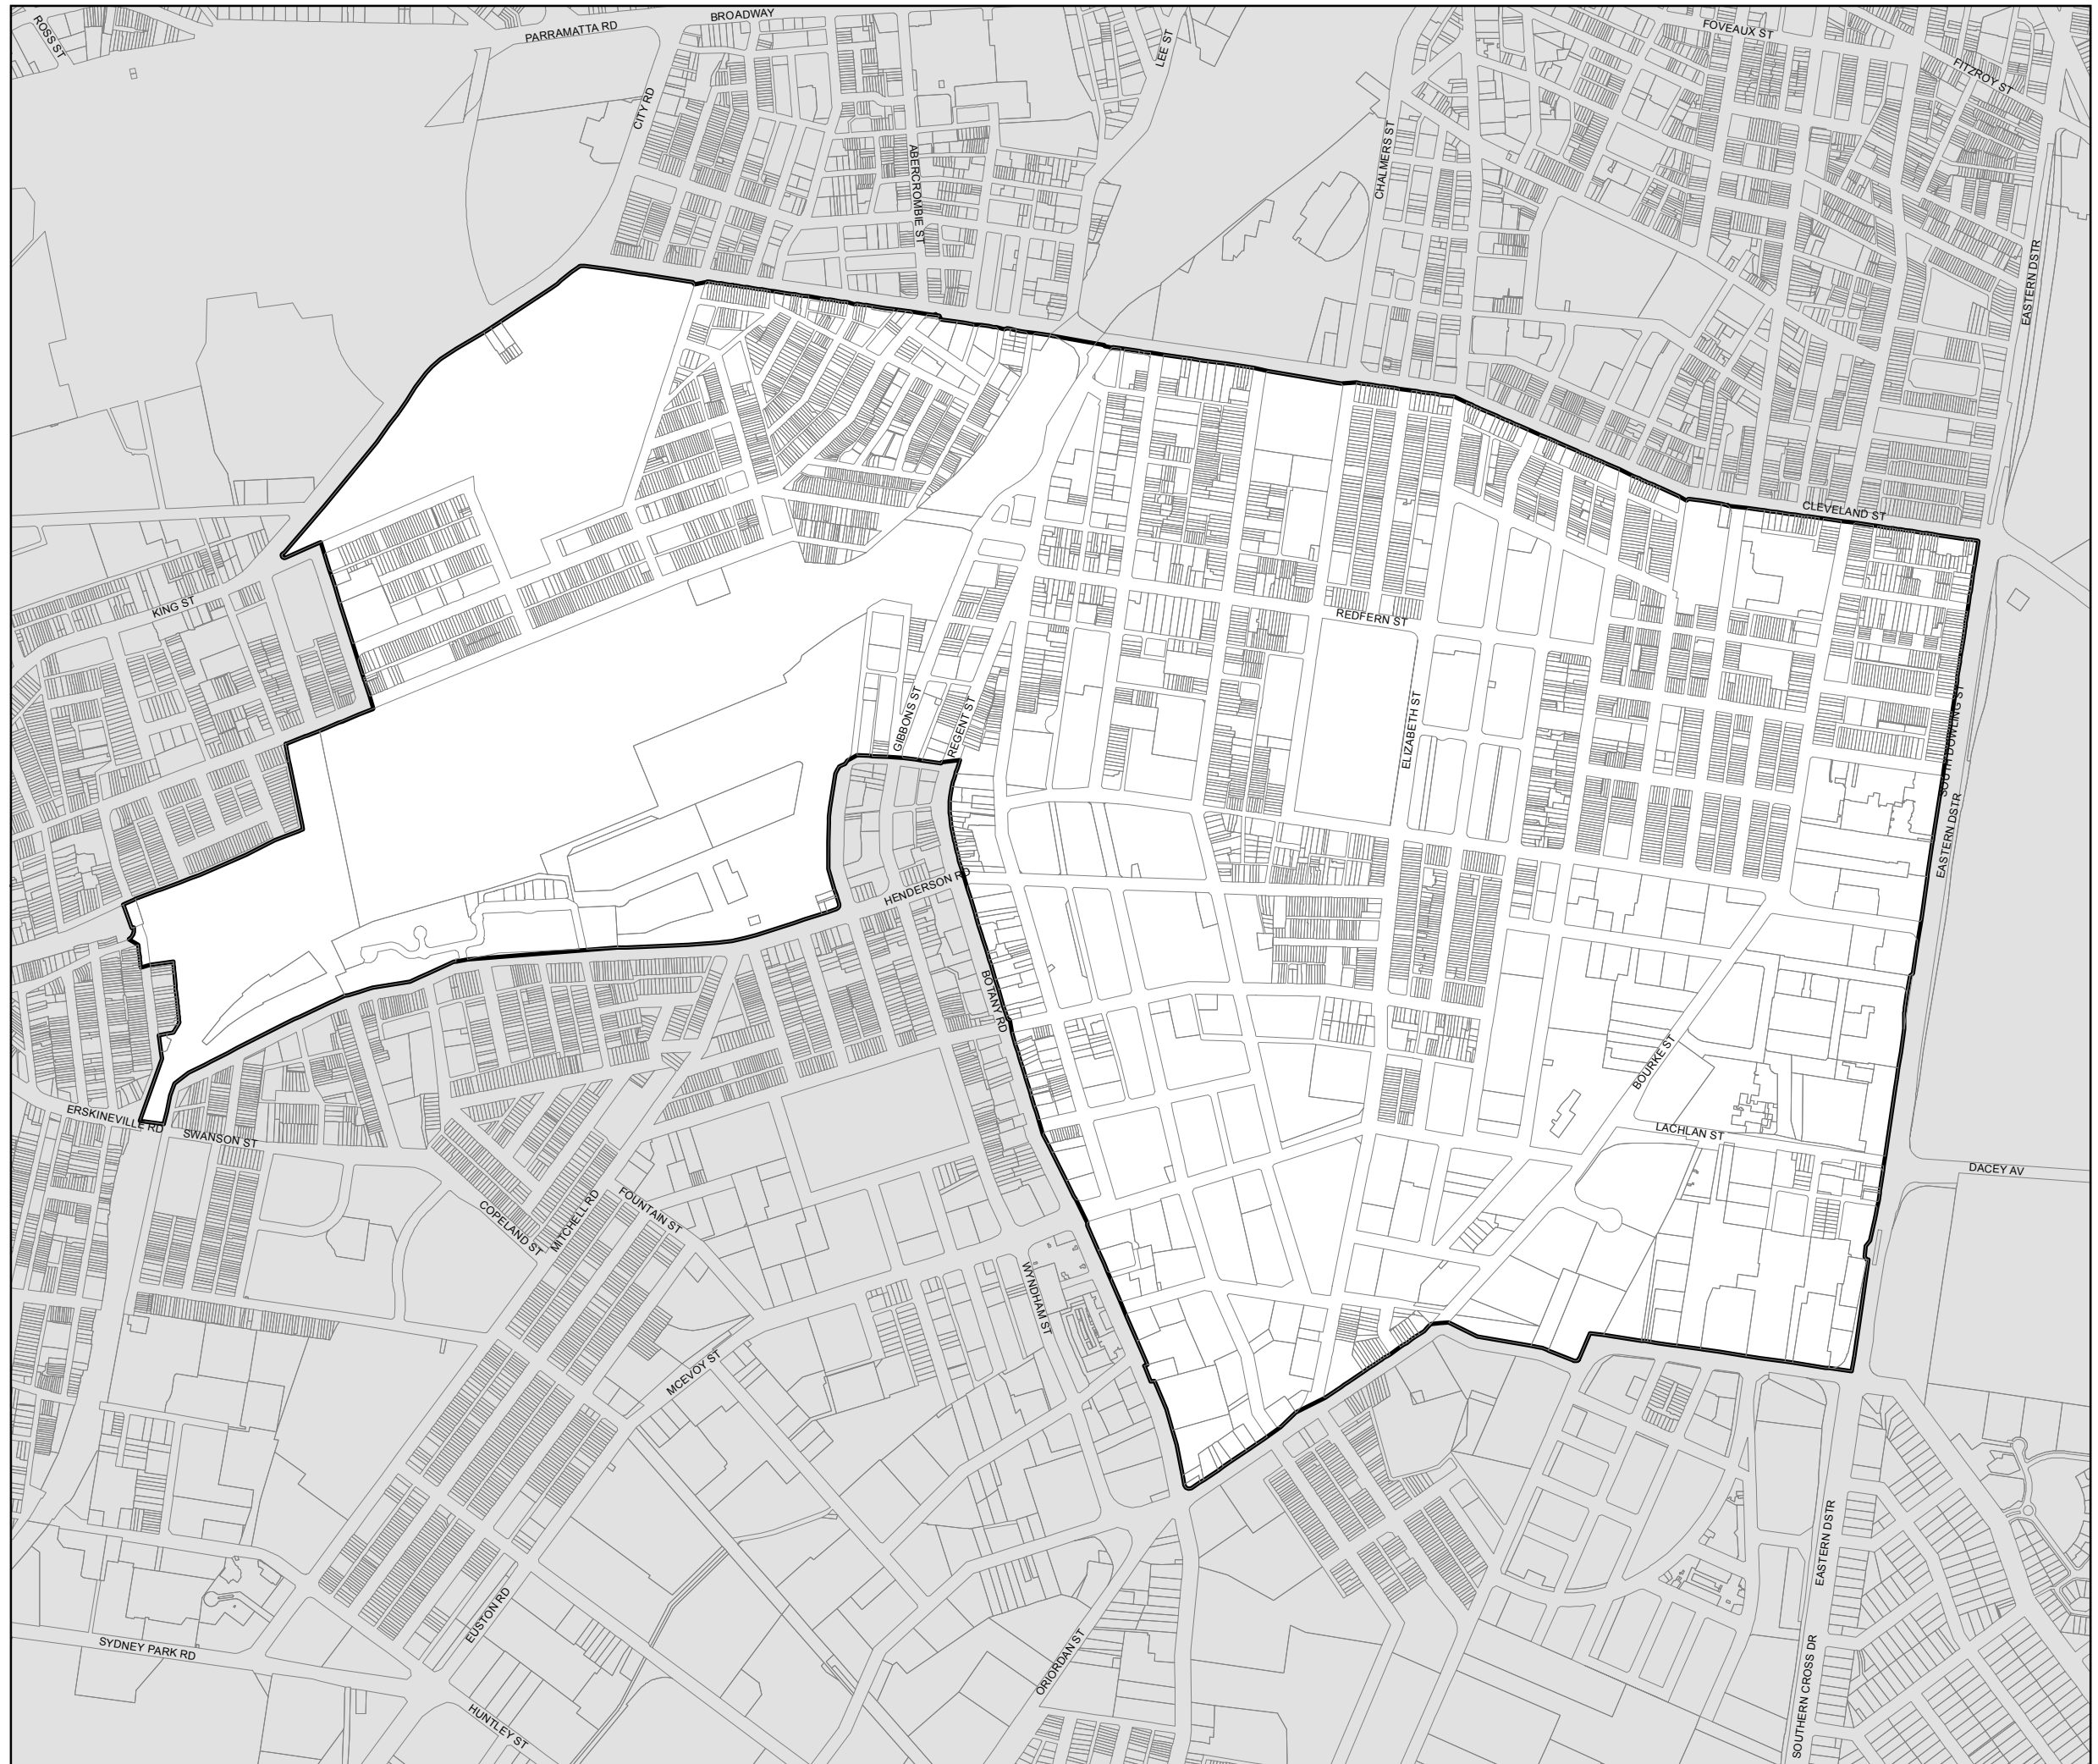 ROSS ST
PARRAMATTA RD
BROADWAY
LEE ST
FOVEAUX ST
FITZROY ST
CITY RD
ABERCROMBIE ST
CHALMERS ST
EASTERN DSTR
CLEVELAND ST
KING ST
REDFERN ST
GIBBONS ST
REGENT ST
ELIZABETH ST
SOUTH DOWLING ST
EASTERN DSTR
HENDERSON RD
BOTANY RD
BOURKE ST
ERSKINEVILLE RD
SWANSON ST
LACHLAN ST
DACEY AV
COPELAND ST
MITCHELL RD
FOUNTAIN ST
WYNDHAM ST
MCEVOY ST
EUSTON RD
EASTERN DSTR
SYDNEY PARK RD
ORIORDAN ST
SOUTHERN CROSS DR
HUNTLEY ST